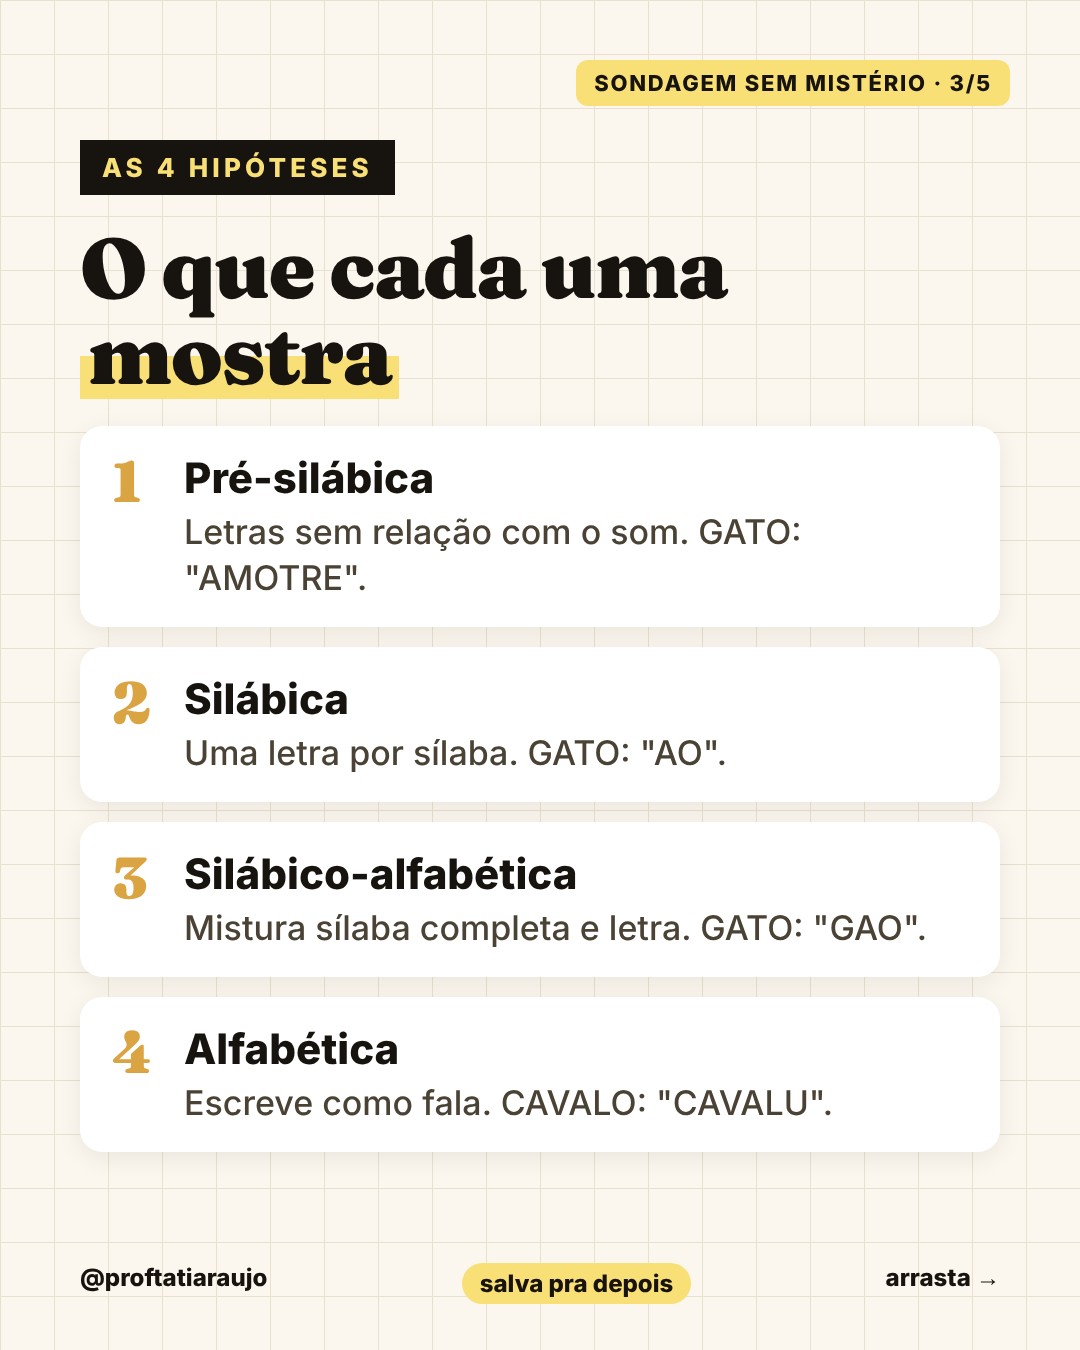 SONDAGEM SEM MISTÉRIO · 3/5
AS 4 HIPÓTESES
O que cada uma
mostra
1
Pré-silábica
Letras sem relação com o som. GATO:
"AMOTRE".
2
Silábica
Uma letra por sílaba. GATO: "AO".
3
Silábico-alfabética
Mistura sílaba completa e letra. GATO: "GAO".
4
Alfabética
Escreve como fala. CAVALO: "CAVALU".
@proftatiaraujo
salva pra depois
arrasta →